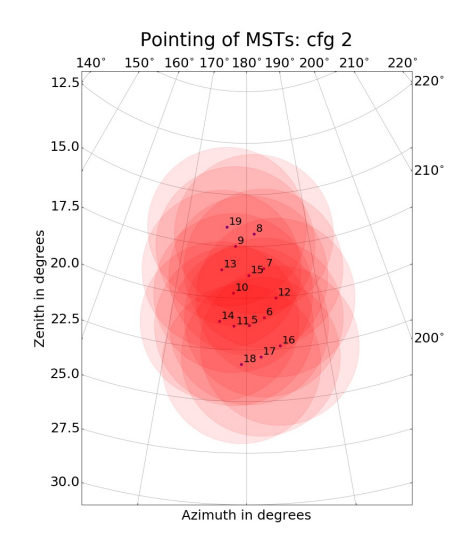 Pointing of MSTs: cfg 2
140° 150° 160° 170° 180° 190° 200° 210° 220°
12.5 220°
15.0
210°
17.5
19 8
9
20.0 13 15 7
10 12
22.5 14 11 5 6
16 200°
17
18
25.0
27.5
30.0
Zenith in degrees
Azimuth in degrees